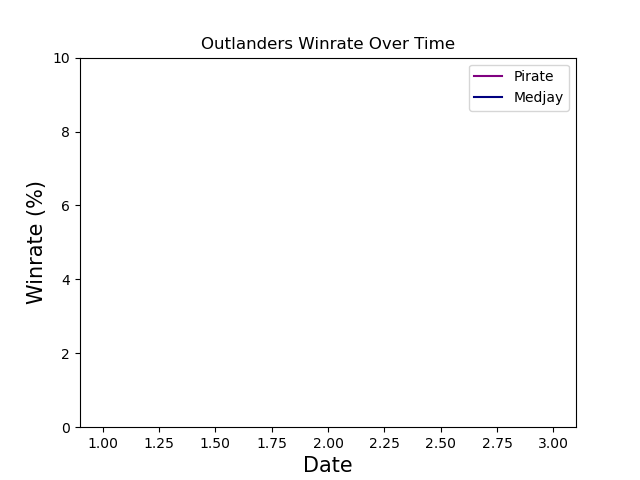 Outlanders Winrate Over Time
Pirate
Medjay
Winrate (%)
10
8
6
4
2
0
1.00 1.25 1.50 1.75 2.00 2.25 2.50 2.75 3.00
Date